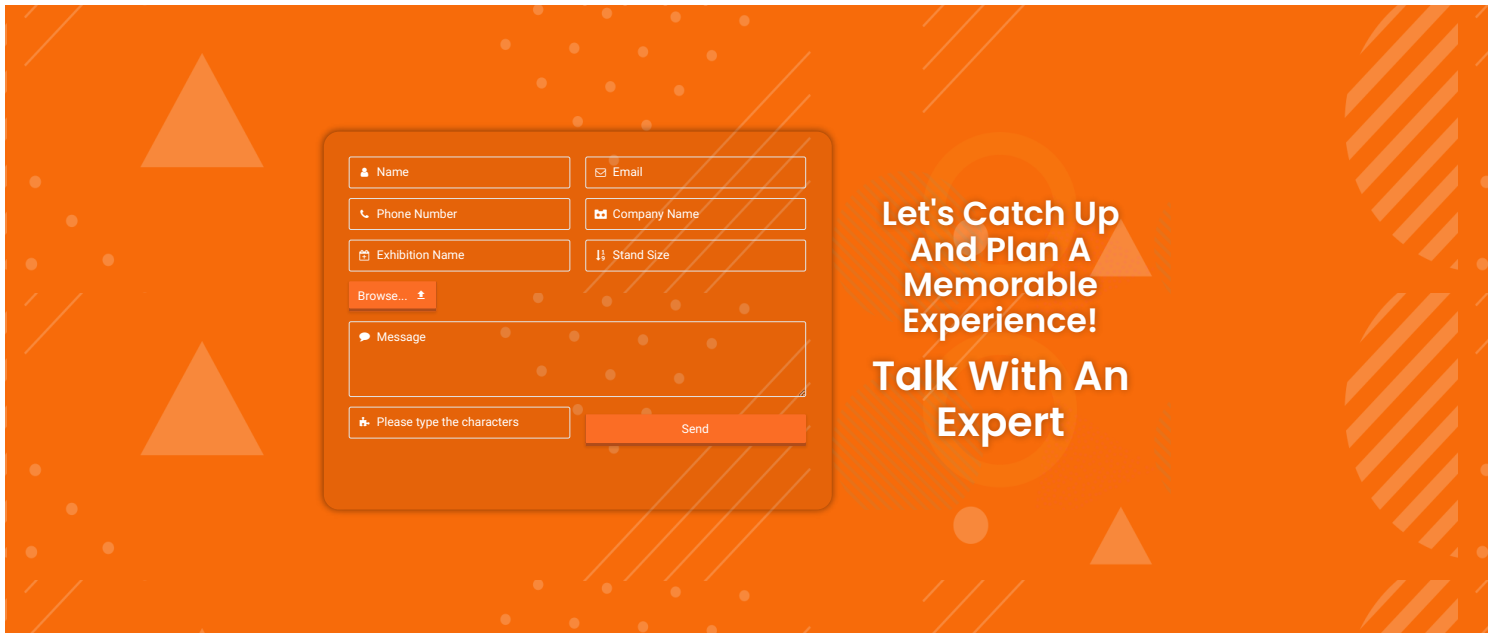 Name
Email
Phone Number
Company Name
Exhibition Name
Stand Size
Browse...
Message
Please type the characters
Send
Let's Catch Up
And Plan A
Memorable
Experience!
Talk With An
Expert